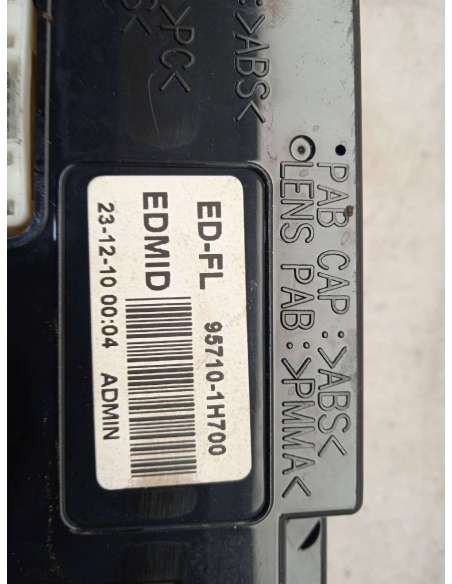 >ABS<
>PC<
ED-FL 95710-1H700
EDMID
23-12-10 00:04 ADMIN
PAB CAP :>ABS<
LENS PAB:>PMMA<